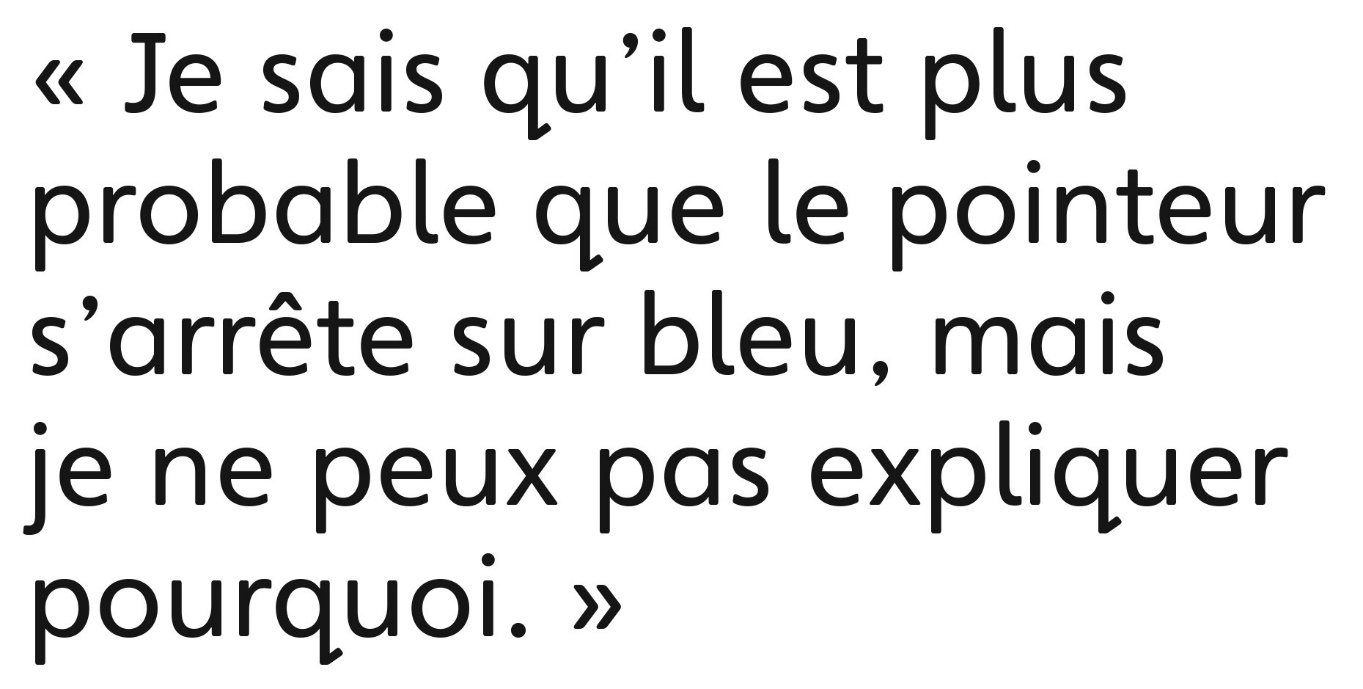 « Je sais qu’il est plus
probable que le pointeur
s’arrête sur bleu, mais
je ne peux pas expliquer
pourquoi. »